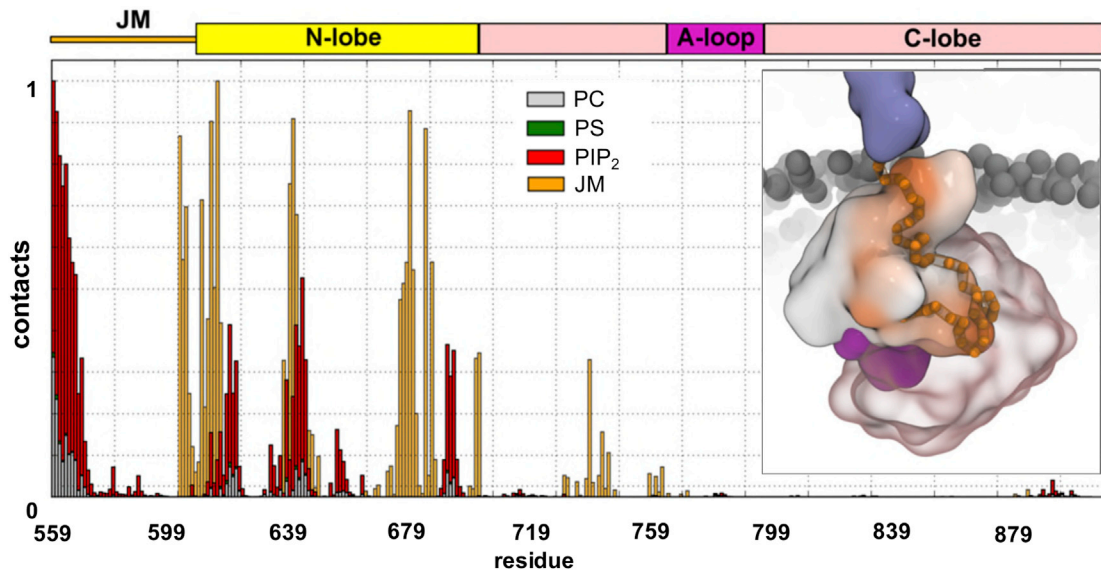 JM
N-lobe
A-loop
C-lobe
1
PC
PS
PIP₂
JM
contacts
0
559 599 639 679 719 759 799 839 879
residue